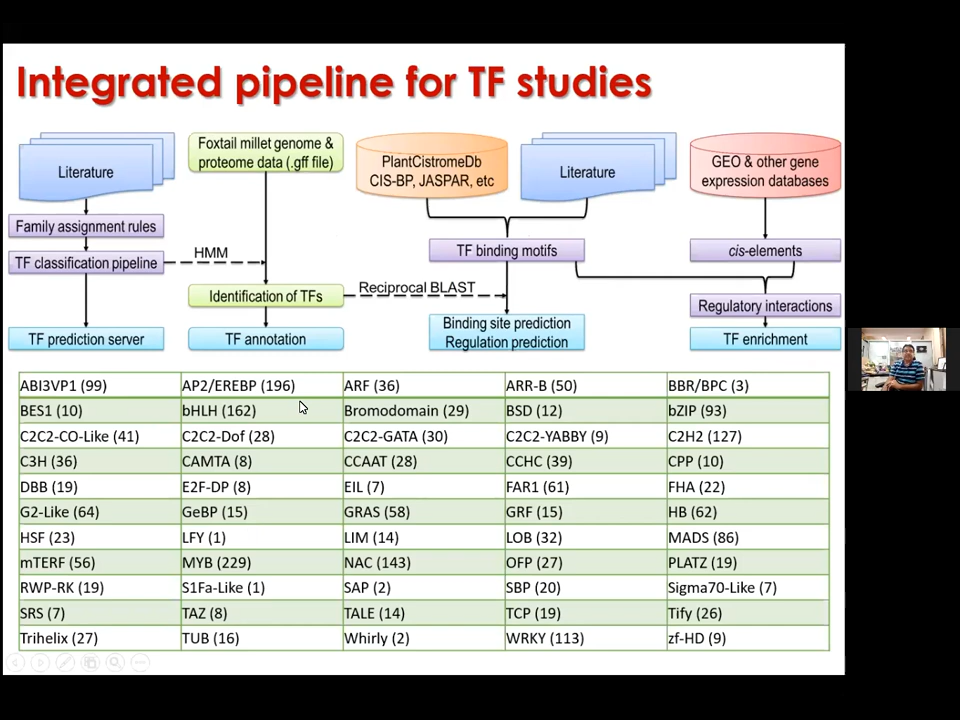 Integrated pipeline for TF studies
Literature
Family assignment rules
TF classification pipeline
TF prediction server
HMM
Foxtail millet genome &
proteome data (.gff file)
Identification of TFs
TF annotation
Reciprocal BLAST
PlantCistromeDb
CIS-BP, JASPAR, etc
Literature
TF binding motifs
Binding site prediction
Regulation prediction
GEO & other gene
expression databases
cis-elements
Regulatory interactions
TF enrichment
ABI3VP1 (99) AP2/EREBP (196) ARF (36) ARR-B (50) BBR/BPC (3)
BES1 (10) bHLH (162) Bromodomain (29) BSD (12) bZIP (93)
C2C2-CO-Like (41) C2C2-Dof (28) C2C2-GATA (30) C2C2-YABBY (9) C2H2 (127)
C3H (36) CAMTA (8) CCAAT (28) CCHC (39) CPP (10)
DBB (19) E2F-DP (8) EIL (7) FAR1 (61) FHA (22)
G2-Like (64) GeBP (15) GRAS (58) GRF (15) HB (62)
HSF (23) LFY (1) LIM (14) LOB (32) MADS (86)
mTERF (56) MYB (229) NAC (143) OFP (27) PLATZ (19)
RWP-RK (19) S1Fa-Like (1) SAP (2) SBP (20) Sigma70-Like (7)
SRS (7) TAZ (8) TALE (14) TCP (19) Tify (26)
Trihelix (27) TUB (16) Whirly (2) WRKY (113) zf-HD (9)